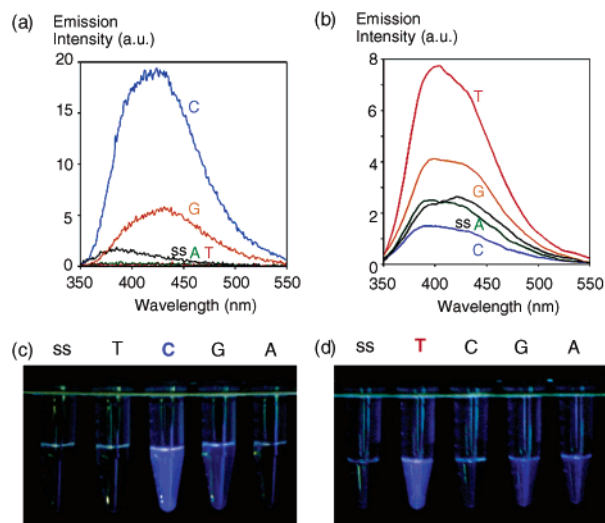 (a)
Emission
Intensity (a.u.)
20
15
10
5
0
350 400 450 500 550
Wavelength (nm)
C
G
ss A T
(b)
Emission
Intensity (a.u.)
8
6
4
2
0
350 400 450 500 550
Wavelength (nm)
T
G
ss A
C
(c)
ss T C G A
(d)
ss T C G A